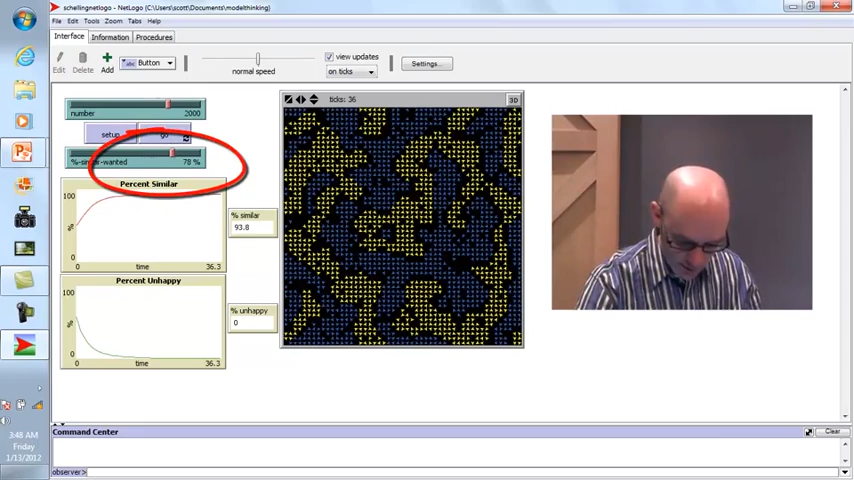 schellingnetlogo - NetLogo {C:\Users\scott\Documents\modelthinking}
File Edit Tools Zoom Tabs Help
Interface Information Procedures
Edit Delete Add abc Button normal speed view updates on ticks Settings...
number 2000
setup go
%-similar-wanted 78 %
ticks: 36 3D
Percent Similar
100
%
0
0 time 36.3
% similar
93.8
Percent Unhappy
100
%
0
0 time 36.3
% unhappy
0
Command Center Clear
observer>
3:48 AM
Friday
1/13/2012